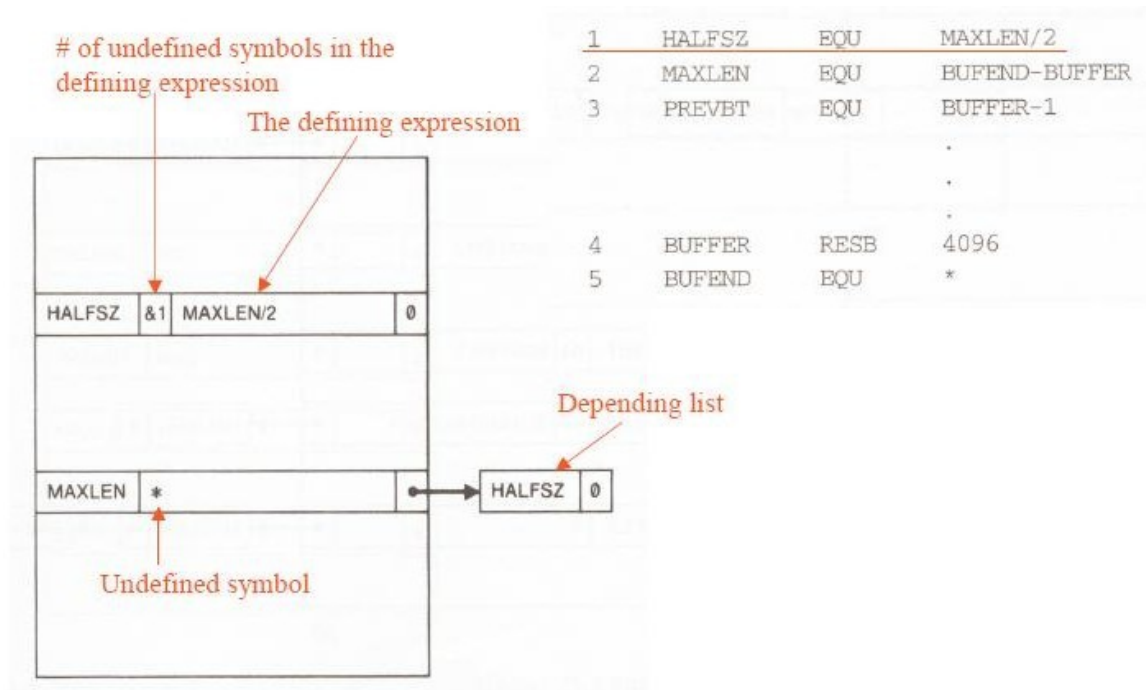 # of undefined symbols in the
defining expression
The defining expression
1 HALFSZ EQU MAXLEN/2
2 MAXLEN EQU BUFEND-BUFFER
3 PREVBT EQU BUFFER-1
.
.
.
4 BUFFER RESB 4096
5 BUFEND EQU *
HALFSZ &1 MAXLEN/2 0
Depending list
MAXLEN * HALFSZ 0
Undefined symbol